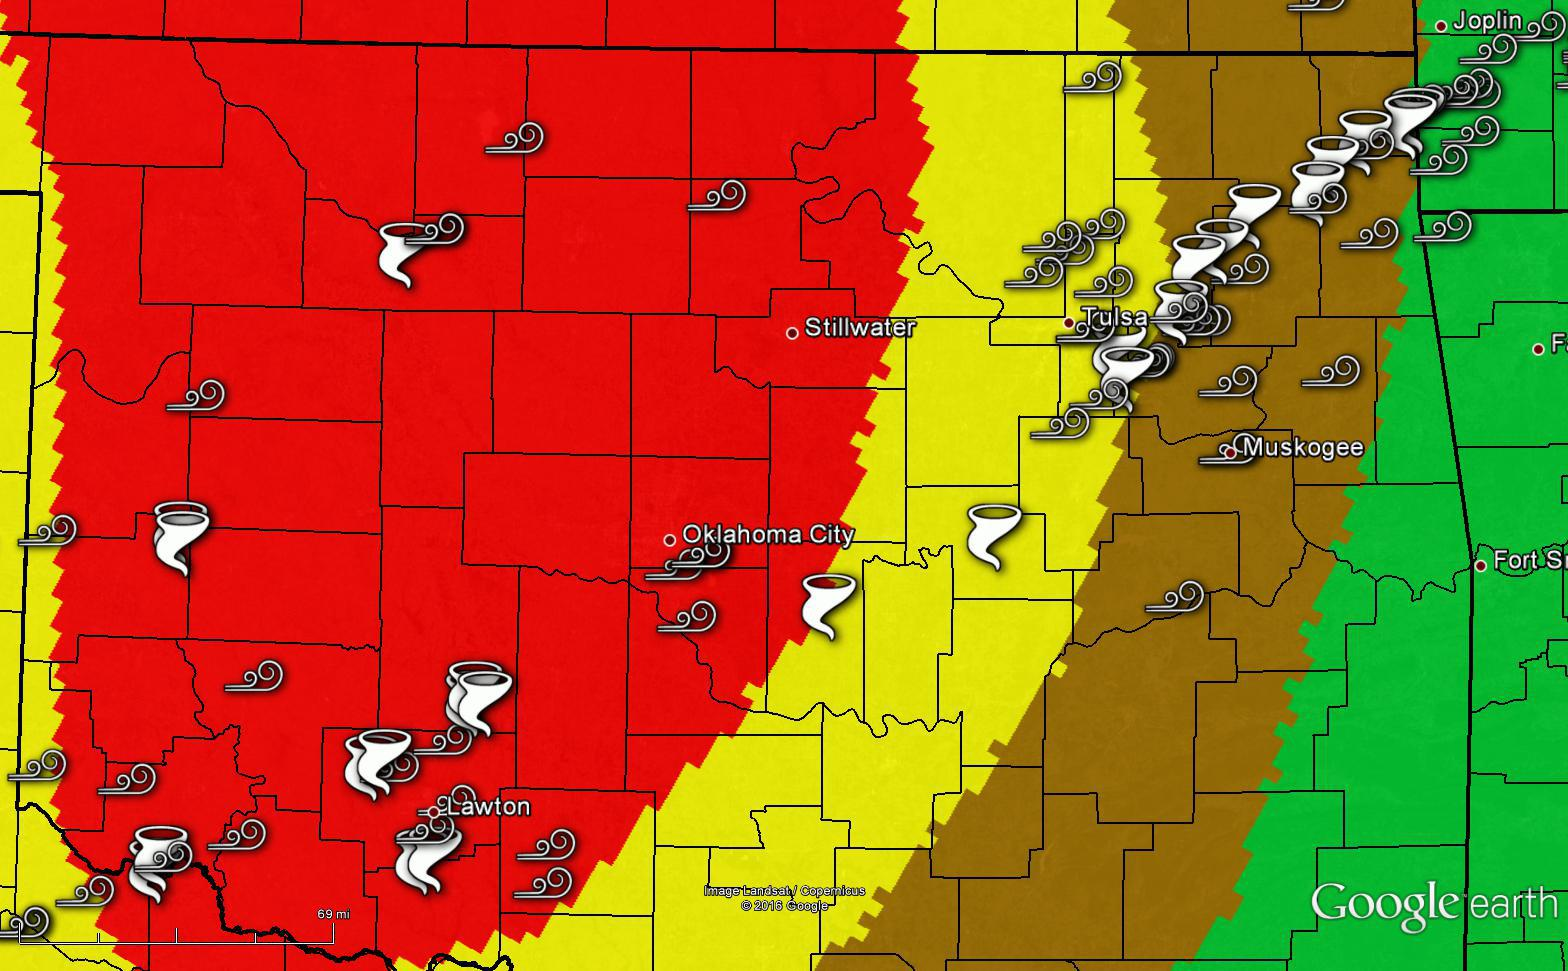 Joplin
Stillwater
Tulsa
F
Muskogee
Oklahoma City
Fort S
Lawton
Image Landsat / Copernicus
© 2016 Google
69 mi
Google earth